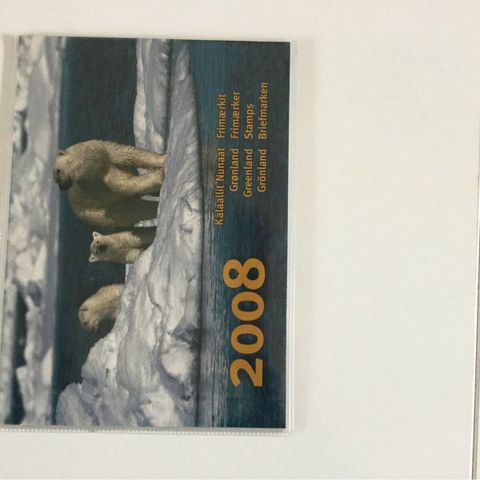 Kalaallit Nunaat Frimærkit
Grønland Frimærker
Greenland Stamps
Grönland Briefmarken
2008